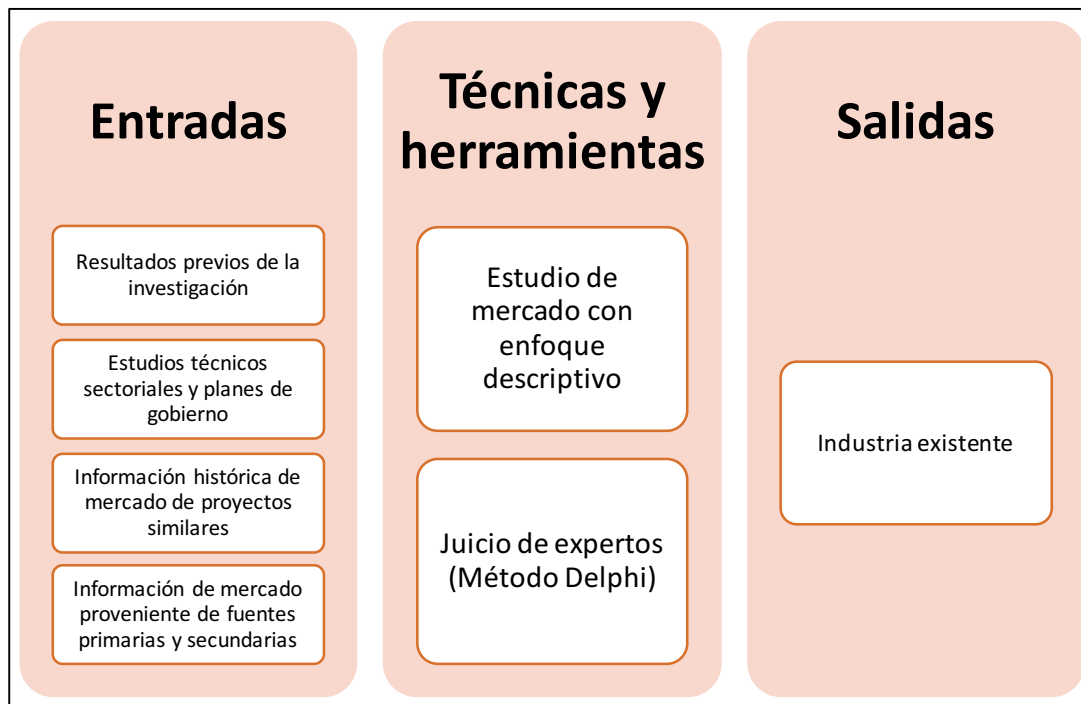 Entradas
Resultados previos de la
investigación
Estudios técnicos
sectoriales y planes de
gobierno
Información histórica de
mercado de proyectos
similares
Información de mercado
proveniente de fuentes
primarias y secundarias
Técnicas y
herramientas
Estudio de
mercado con
enfoque
descriptivo
Juicio de expertos
(Método Delphi)
Salidas
Industria existente